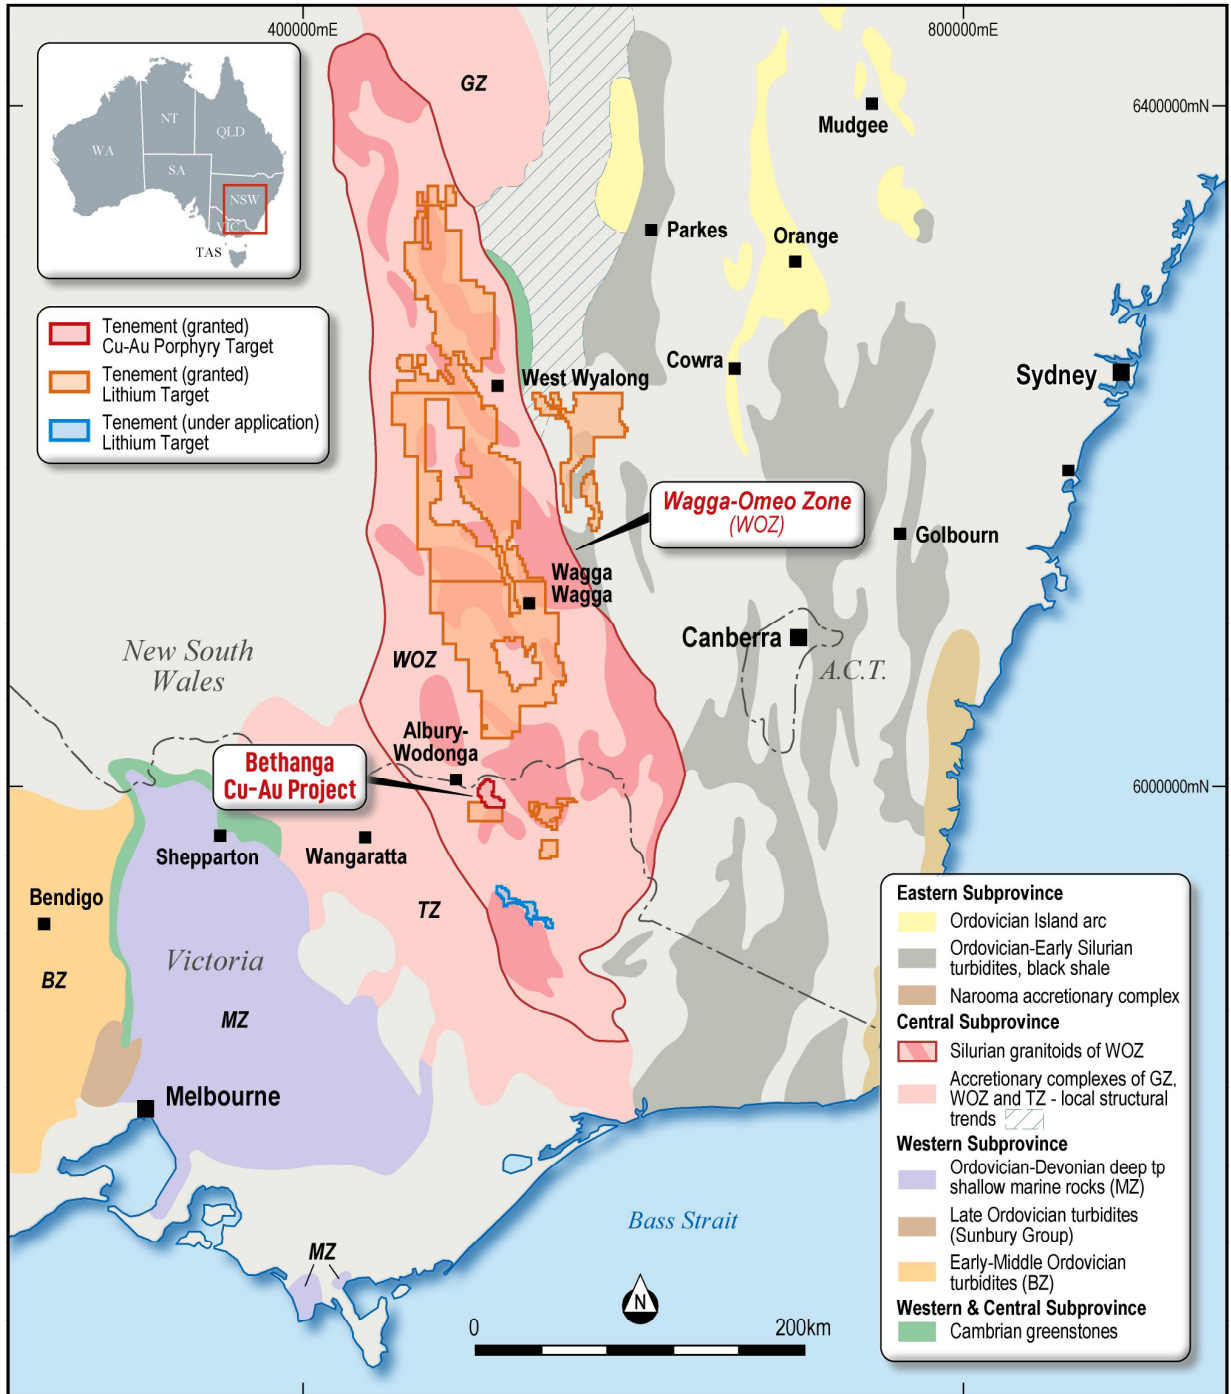 400000mE
800000mE
6400000mN
6000000mN
WA
NT
QLD
SA
NSW
VIC
TAS
Tenement (granted)
Cu-Au Porphyry Target
Tenement (granted)
Lithium Target
Tenement (under application)
Lithium Target
GZ
Mudgee
Parkes
Orange
Cowra
West Wyalong
Sydney
Wagga-Omeo Zone
(WOZ)
Golbourn
Wagga
Wagga
Canberra
A.C.T.
New South
Wales
WOZ
Albury-
Wodonga
Bethanga
Cu-Au Project
Shepparton
Wangaratta
Bendigo
TZ
BZ
Victoria
MZ
Melbourne
MZ
Bass Strait
N
0
200km
Eastern Subprovince
Ordovician Island arc
Ordovician-Early Silurian
turbidites, black shale
Narooma accretionary complex
Central Subprovince
Silurian granitoids of WOZ
Accretionary complexes of GZ,
WOZ and TZ - local structural
trends
Western Subprovince
Ordovician-Devonian deep tp
shallow marine rocks (MZ)
Late Ordovician turbidites
(Sunbury Group)
Early-Middle Ordovician
turbidites (BZ)
Western & Central Subprovince
Cambrian greenstones